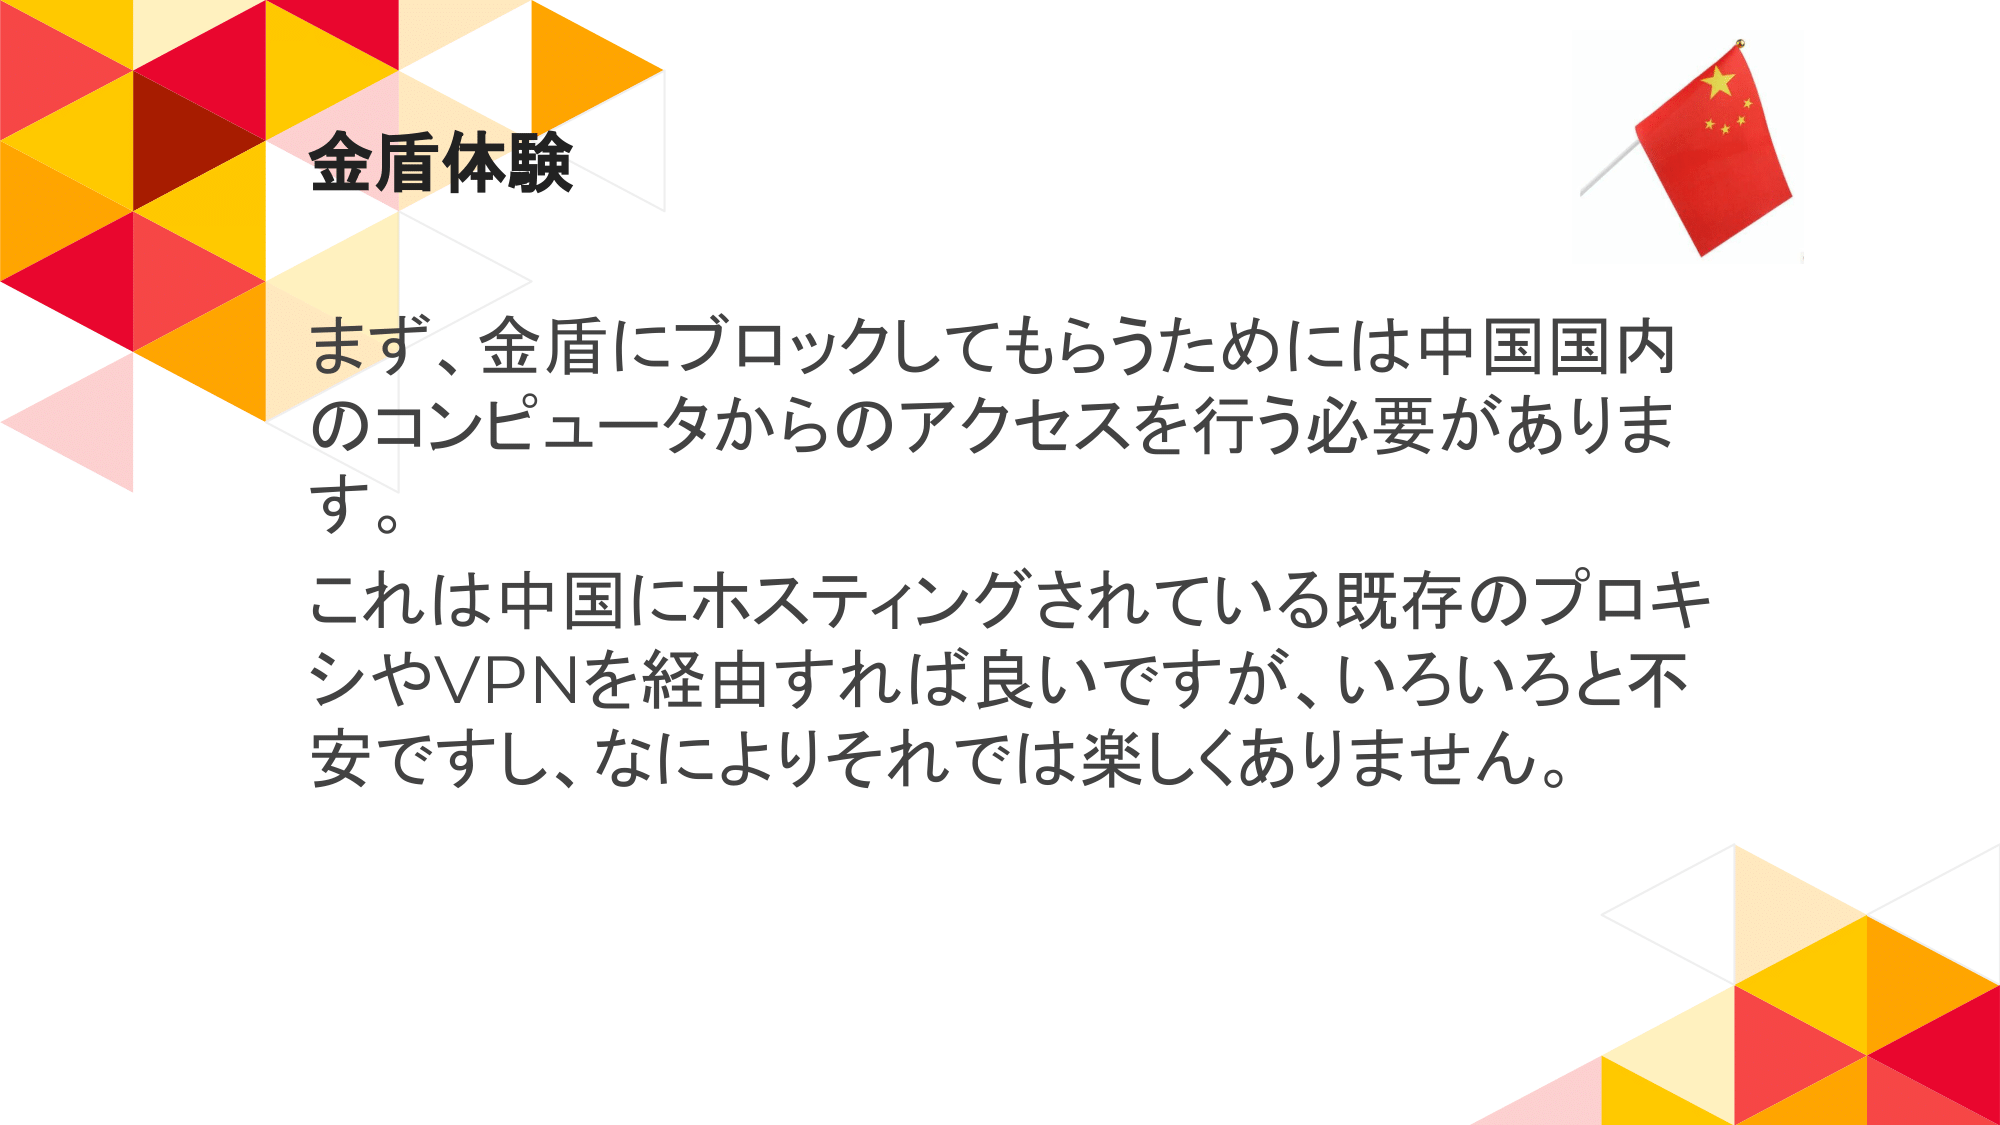 金盾体験
まず、金盾にブロックしてもらうためには中国国内
のコンピュータからのアクセスを行う必要がありま
す。
これは中国にホスティングされている既存のプロキ
シやVPNを経由すれば良いですが、いろいろと不
安ですし、なによりそれでは楽しくありません。